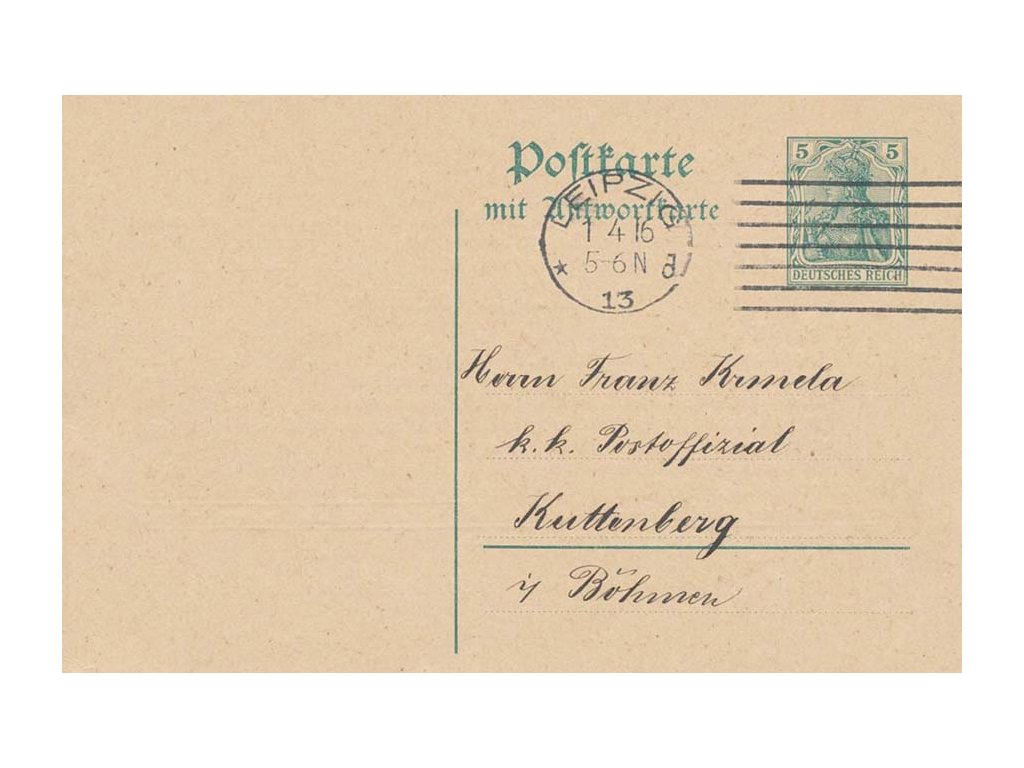 Postkarte
mit Antwortkarte
5 5
DEUTSCHES REICH
LEIPZIG
1 4 16
5-6 N
13
Herrn Franz Krmela
k. k. Postoffizial
Kuttenberg
i/ Böhmen